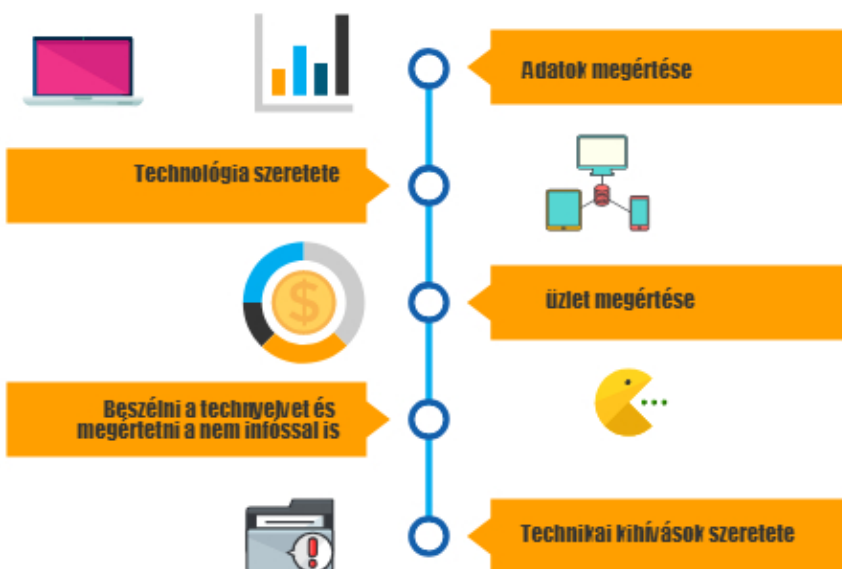 Adatok megértése
Technológia szeretete
üzlet megértése
Beszélni a technyelvet és
megértetni a nem infóssal is
Technikai kihívások szeretete